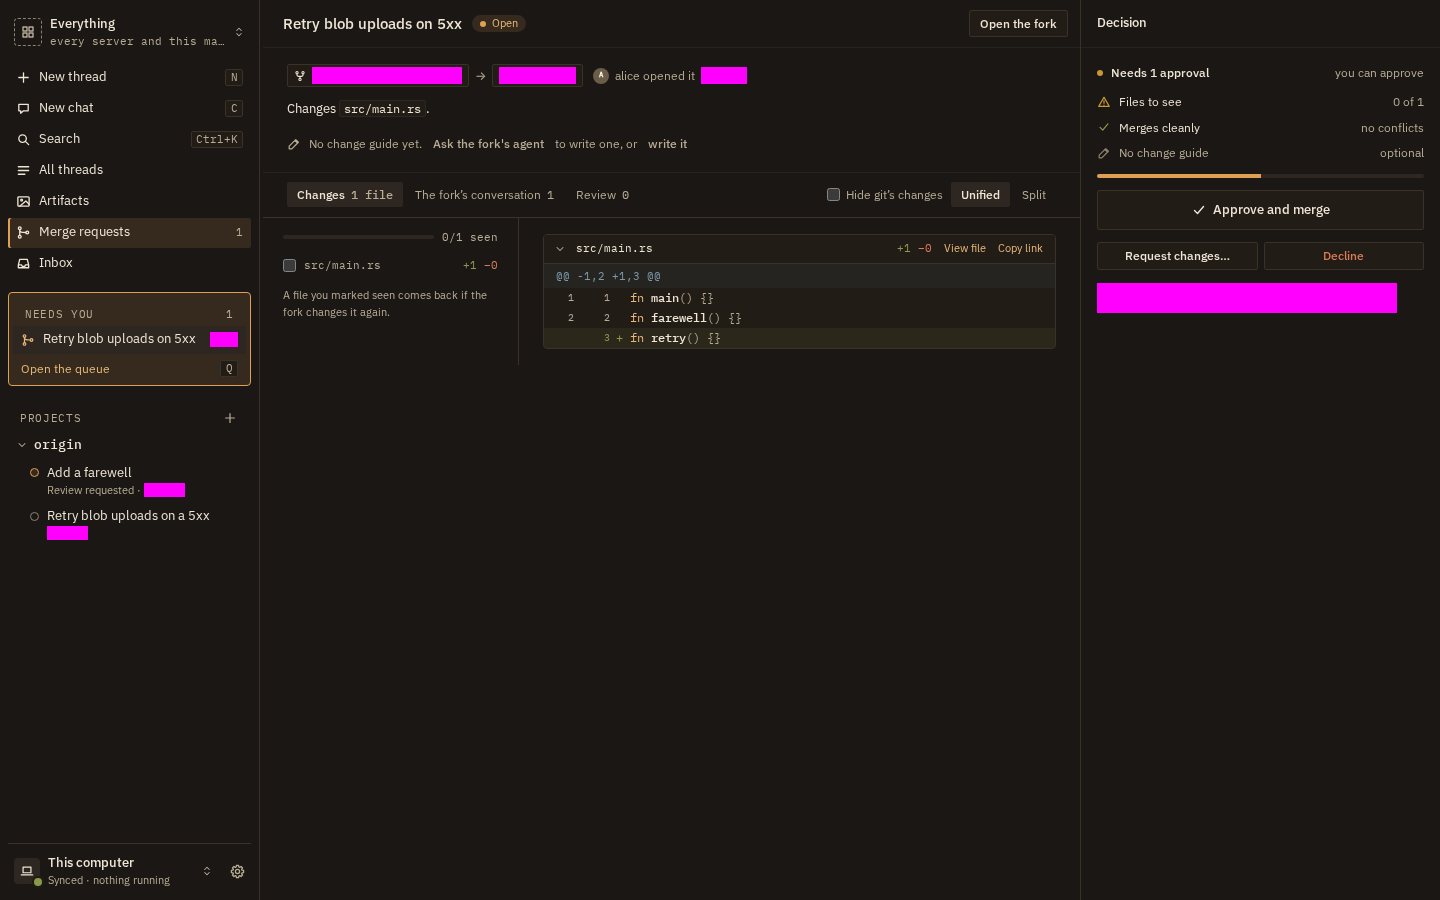 Everything
every server and this ma…
New thread N
New chat C
Search Ctrl+K
All threads
Artifacts
Merge requests 1
Inbox
NEEDS YOU 1
Retry blob uploads on 5xx
Open the queue Q
PROJECTS
origin
Add a farewell
Review requested ·
Retry blob uploads on a 5xx
This computer
Synced · nothing running
Retry blob uploads on 5xx Open
Open the fork
→ A alice opened it
Changes src/main.rs.
No change guide yet. Ask the fork's agent to write one, or write it
Changes 1 file The fork's conversation 1 Review 0 Hide git's changes Unified Split
0/1 seen
src/main.rs +1 −0
A file you marked seen comes back if the
fork changes it again.
src/main.rs +1 −0 View file Copy link
@@ -1,2 +1,3 @@
1 1 fn main() {}
2 2 fn farewell() {}
3 + fn retry() {}
Decision
Needs 1 approval you can approve
Files to see 0 of 1
Merges cleanly no conflicts
No change guide optional
Approve and merge
Request changes… Decline